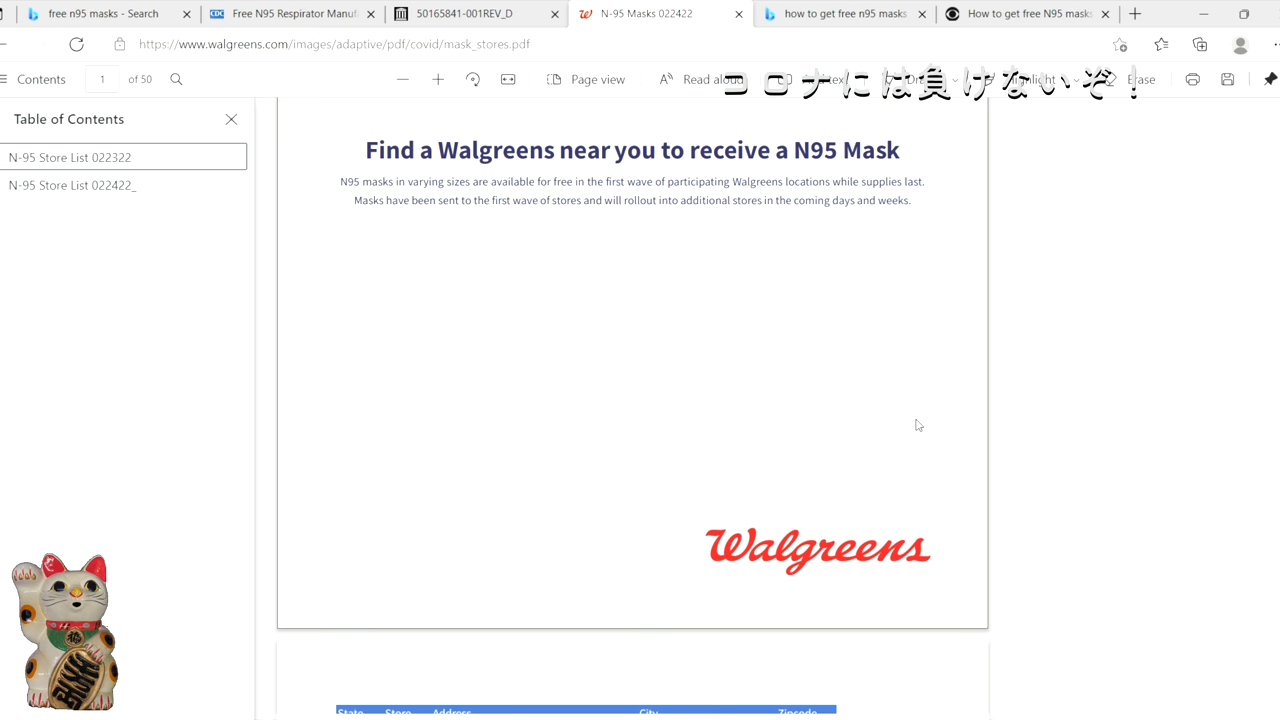 free n95 masks - Search
Free N95 Respirator Manuf
50165841-001REV_D
N-95 Masks 022422
how to get free n95 masks
How to get free N95 masks
https://www.walgreens.com/images/adaptive/pdf/covid/mask_stores.pdf
Contents
1
of 50
Page view
Read aloud
コロナには負けないぞ！
Erase
Table of Contents
N-95 Store List 022322
N-95 Store List 022422_
Find a Walgreens near you to receive a N95 Mask
N95 masks in varying sizes are available for free in the first wave of participating Walgreens locations while supplies last.
Masks have been sent to the first wave of stores and will rollout into additional stores in the coming days and weeks.
Walgreens
State Store Address City Zipcode